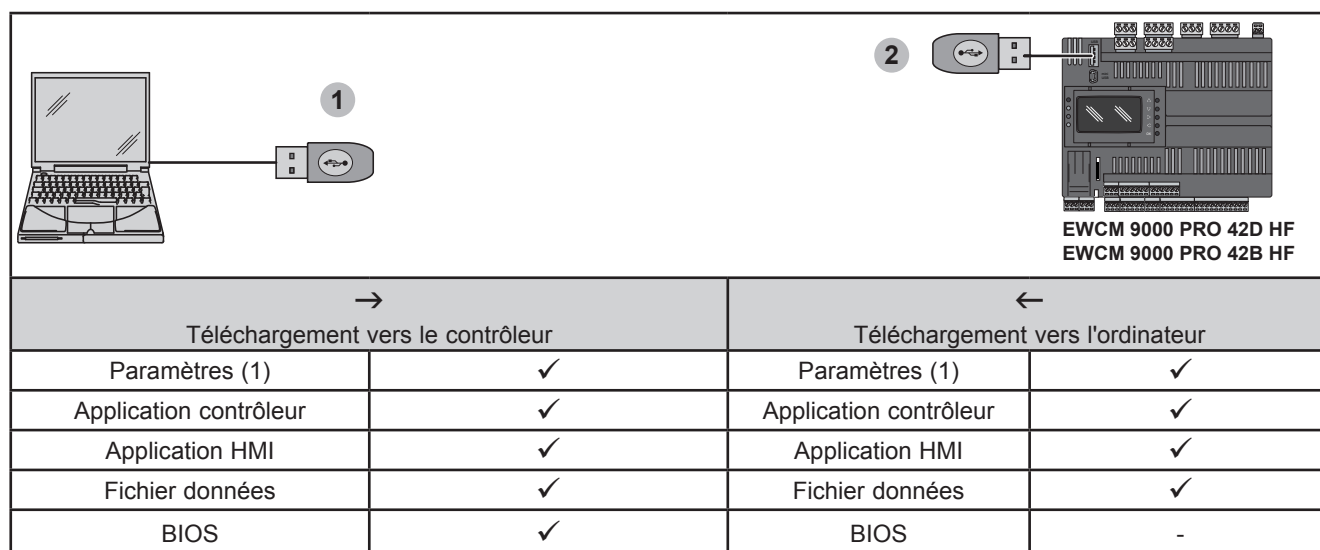 1
2
EWCM 9000 PRO 42D HF
EWCM 9000 PRO 42B HF
→ ←
Téléchargement vers le contrôleur Téléchargement vers l'ordinateur
Paramètres (1) ✓ Paramètres (1) ✓
Application contrôleur ✓ Application contrôleur ✓
Application HMI ✓ Application HMI ✓
Fichier données ✓ Fichier données ✓
BIOS ✓ BIOS -